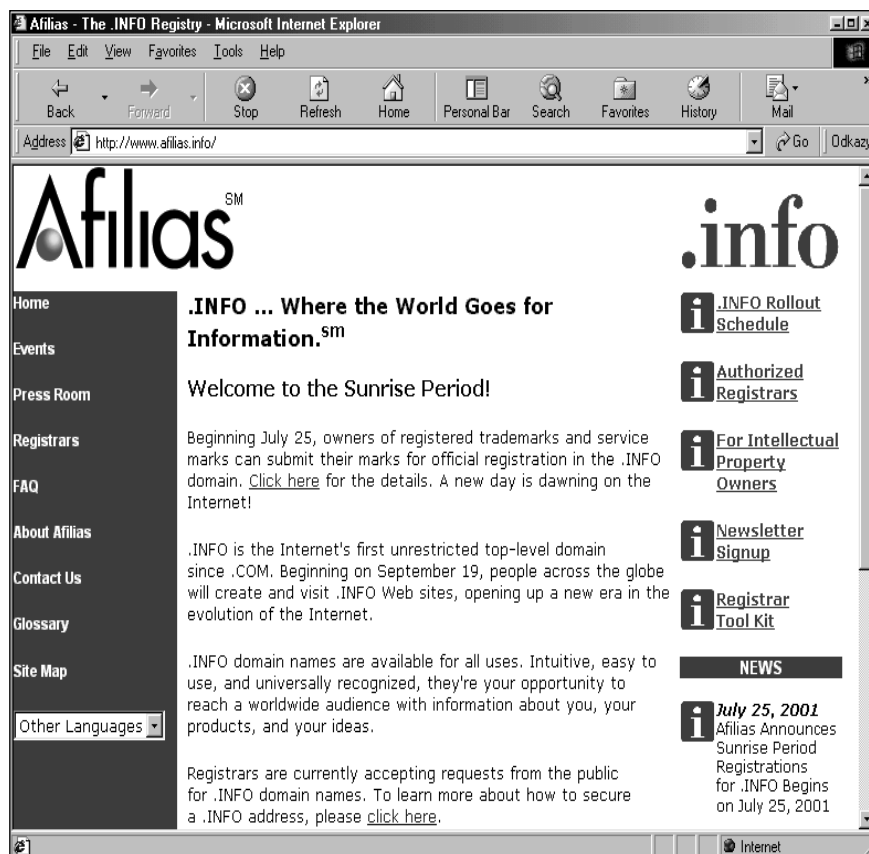 Afilias - The .INFO Registry - Microsoft Internet Explorer
File Edit View Favorites Tools Help
Back Forward Stop Refresh Home Personal Bar Search Favorites History Mail »
Address http://www.afilias.info/ Go Odkazy
Afilias SM
.info
Home
Events
Press Room
Registrars
FAQ
About Afilias
Contact Us
Glossary
Site Map
Other Languages
.INFO ... Where the World Goes for
Information.sm
Welcome to the Sunrise Period!
Beginning July 25, owners of registered trademarks and service
marks can submit their marks for official registration in the .INFO
domain. Click here for the details. A new day is dawning on the
Internet!
.INFO is the Internet's first unrestricted top-level domain
since .COM. Beginning on September 19, people across the globe
will create and visit .INFO Web sites, opening up a new era in the
evolution of the Internet.
.INFO domain names are available for all uses. Intuitive, easy to
use, and universally recognized, they're your opportunity to
reach a worldwide audience with information about you, your
products, and your ideas.
Registrars are currently accepting requests from the public
for .INFO domain names. To learn more about how to secure
a .INFO address, please click here.
i .INFO Rollout
Schedule
i Authorized
Registrars
i For Intellectual
Property
Owners
i Newsletter
Signup
i Registrar
Tool Kit
NEWS
i July 25, 2001
Afilias Announces
Sunrise Period
Registrations
for .INFO Begins
on July 25, 2001
Internet